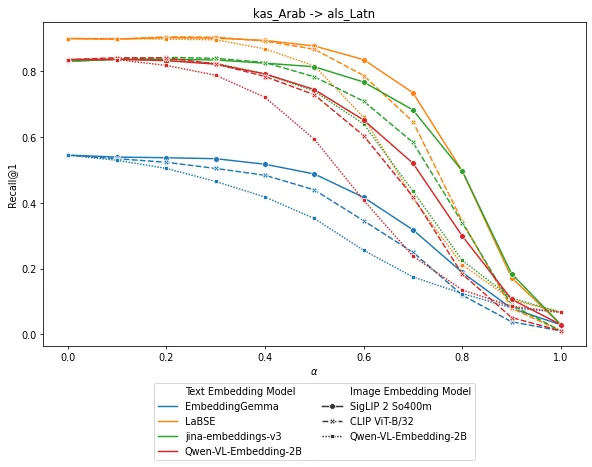 kas_Arab -> als_Latn
Recall@1
0.8
0.6
0.4
0.2
0.0
0.0 0.2 0.4 0.6 0.8 1.0
α
Text Embedding Model
EmbeddingGemma
LaBSE
jina-embeddings-v3
Qwen-VL-Embedding-2B
Image Embedding Model
SigLIP 2 So400m
CLIP ViT-B/32
Qwen-VL-Embedding-2B